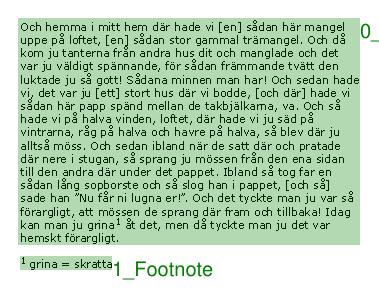 Och hemma i mitt hem där hade vi [en] sådan här mangel
uppe på loftet, [en] sådan stor gammal trämangel. Och då
kom ju tanterna från andra hus dit och manglade och det
var ju väldigt spännande, för sådan främmande tvätt den
luktade ju så gott! Sådana minnen man har! Och sedan hade
vi, det var ju [ett] stort hus där vi bodde, [och där] hade vi
sådan här papp spänd mellan de takbjälkarna, va. Och så
hade vi på halva vinden, loftet, där hade vi ju säd på
vintrarna, råg på halva och havre på halva, så blev där ju
alltså möss. Och sedan ibland när de satt där och pratade
där nere i stugan, så sprang ju mössen från den ena sidan
till den andra där under det pappet. Ibland så tog far en
sådan lång sopborste och så slog han i pappet, [och så]
sade han ”Nu får ni lugna er!”. Och det tyckte man ju var så
förargligt, att mössen de sprang där fram och tillbaka! Idag
kan man ju grina¹ åt det, men då tyckte man ju det var
hemskt förargligt.
0_
¹ grina = skratta
1_Footnote